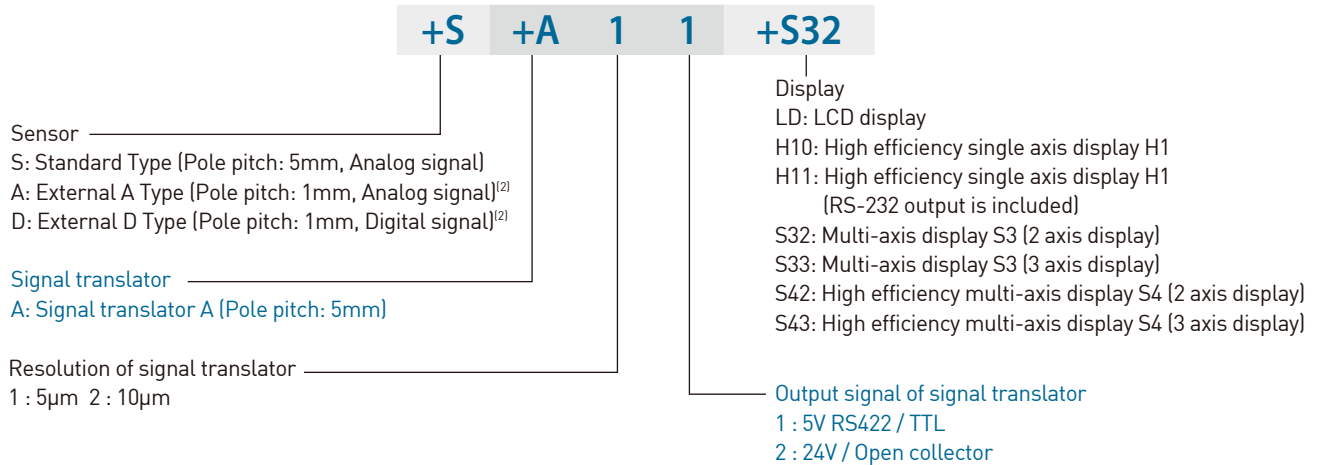 +S +A 1 1 +S32
Sensor
S: Standard Type (Pole pitch: 5mm, Analog signal)
A: External A Type (Pole pitch: 1mm, Analog signal)(2)
D: External D Type (Pole pitch: 1mm, Digital signal)(2)
Signal translator
A: Signal translator A (Pole pitch: 5mm)
Resolution of signal translator
1 : 5μm 2 : 10μm
Display
LD: LCD display
H10: High efficiency single axis display H1
H11: High efficiency single axis display H1
(RS-232 output is included)
S32: Multi-axis display S3 (2 axis display)
S33: Multi-axis display S3 (3 axis display)
S42: High efficiency multi-axis display S4 (2 axis display)
S43: High efficiency multi-axis display S4 (3 axis display)
Output signal of signal translator
1 : 5V RS422 / TTL
2 : 24V / Open collector